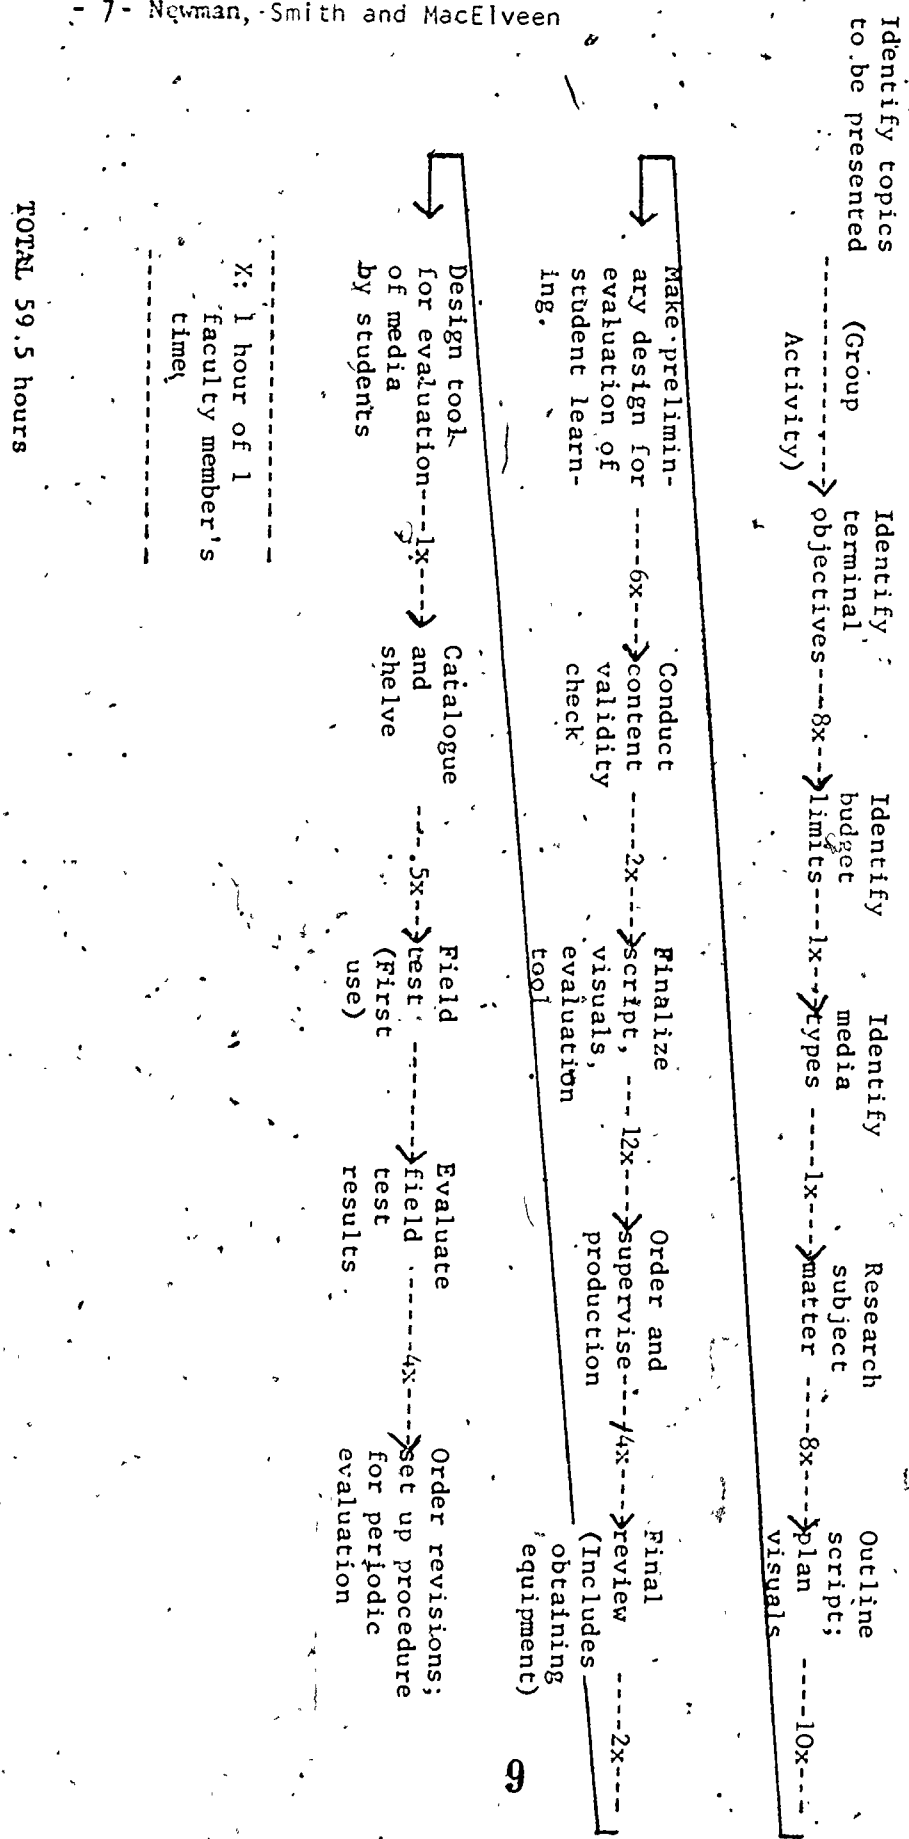 - 7 - Newman, Smith and MacElveen
Identify topics
to be presented
(Group
Activity)
Identify
terminal
objectives---8x-->
Identify
budget
limits---1x-->
Identify
media
types ----1x--->
Research
subject
matter ----8x--->
Outline
script;
plan
visuals
----10x---
Make prelimin-
ary design for
evaluation of
student learn-
ing.
----6x--->
Conduct
content
validity
check
----2x--->
Finalize
script,
visuals,
evaluation
tool
---12x--->
Order and
supervise---4x--->
production
Final
review
(Includes
obtaining
equipment)
----2x---
Design tool
for evaluation---1x--->
of media
by students
Catalogue
and
shelve
---.5x-->
Field
test
(First
use)
------->
Evaluate
field
test
results
-----4x--->
Order revisions;
set up procedure
for periodic
evaluation
X: 1 hour of 1
faculty member's
time
TOTAL 59.5 hours
9